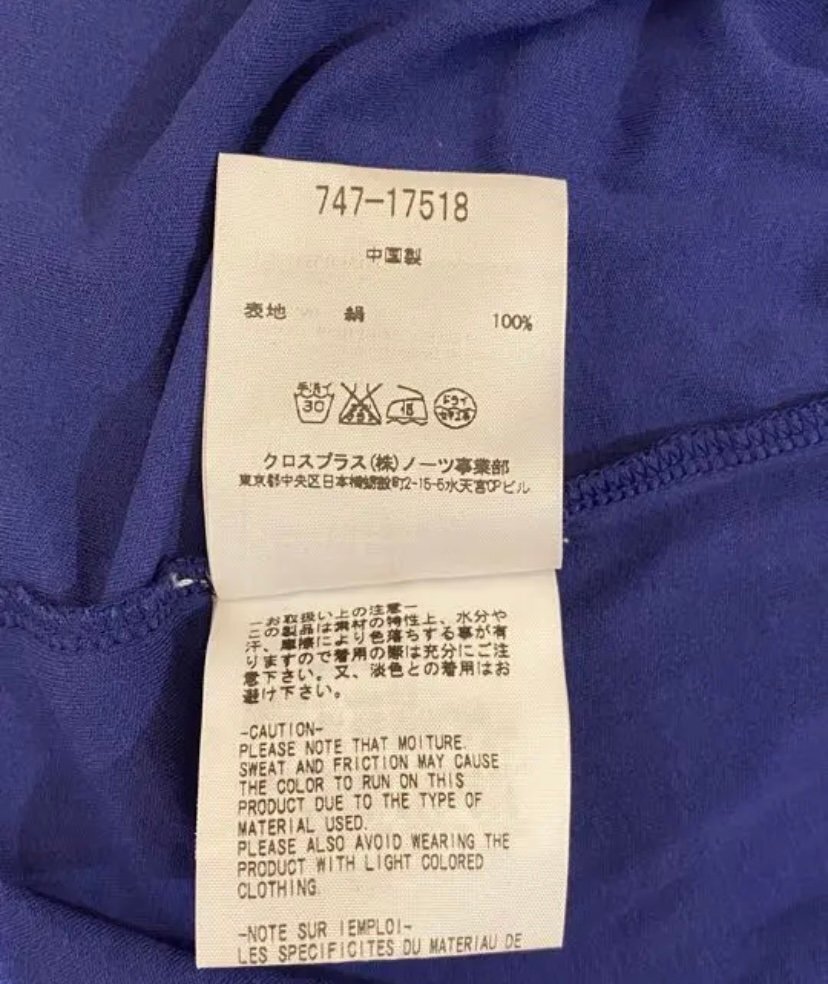 747-17518
中国製
表地 絹 100%
手洗イ
30
中
ドライ
セキユ系
クロスプラス(株)ノーツ事業部
東京都中央区日本橋蛎殻町2-15-5水天宮CPビル
-お取扱い上の注意-
この製品は素材の特性上、水分や
汗、摩擦により色落ちする事が有
りますので着用の際は充分にご注
意下さい。又、淡色との着用はお
避け下さい。
-CAUTION-
PLEASE NOTE THAT MOITURE.
SWEAT AND FRICTION MAY CAUSE
THE COLOR TO RUN ON THIS
PRODUCT DUE TO THE TYPE OF
MATERIAL USED.
PLEASE ALSO AVOID WEARING THE
PRODUCT WITH LIGHT COLORED
CLOTHING.
-NOTE SUR lEMPLOI-
LES SPECIFICITES DU MATERIAU DE